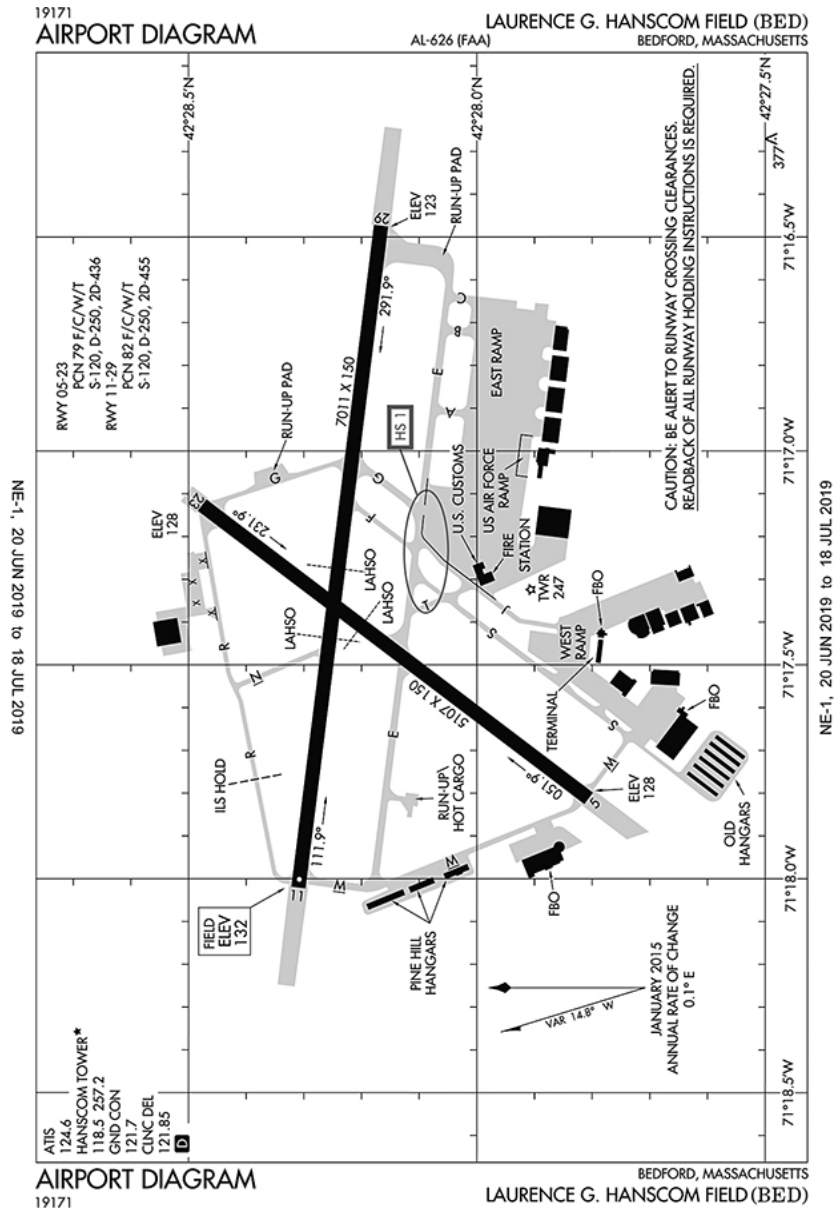 19171
AIRPORT DIAGRAM
AL-626 (FAA)
LAURENCE G. HANSCOM FIELD (BED)
BEDFORD, MASSACHUSETTS
ATIS
124.6
HANSCOM TOWER★
118.5 257.2
GND CON
121.7
CLNC DEL
121.85
D
RWY 05-23
PCN 79 F/C/W/T
S-120, D-250, 2D-436
RWY 11-29
PCN 82 F/C/W/T
S-120, D-250, 2D-455
42°28.5'N
42°28.0'N
42°27.5'N
377
71°16.5'W
71°17.0'W
71°17.5'W
71°18.0'W
71°18.5'W
CAUTION: BE ALERT TO RUNWAY CROSSING CLEARANCES.
READBACK OF ALL RUNWAY HOLDING INSTRUCTIONS IS REQUIRED.
29
ELEV
123
RUN-UP PAD
291.9°
7011 X 150
C
B
E
A
EAST RAMP
HS 1
RUN-UP PAD
G
G
F
23
ELEV
128
231.9°
U.S. CUSTOMS
US AIR FORCE
RAMP
FIRE
STATION
TWR
247
LAHSO
LAHSO
LAHSO
X
X
X
X
R
N
R
T
J
S
S
WEST
RAMP
FBO
TERMINAL
FBO
ILS HOLD
5107 X 150
E
RUN-UP\
HOT CARGO
051.9°
5
M
ELEV
128
OLD
HANGARS
111.9°
11
FIELD
ELEV
132
M
W
PINE HILL
HANGARS
FBO
VAR 14.8° W
JANUARY 2015
ANNUAL RATE OF CHANGE
0.1° E
NE-1, 20 JUN 2019 to 18 JUL 2019
NE-1, 20 JUN 2019 to 18 JUL 2019
AIRPORT DIAGRAM
19171
BEDFORD, MASSACHUSETTS
LAURENCE G. HANSCOM FIELD (BED)